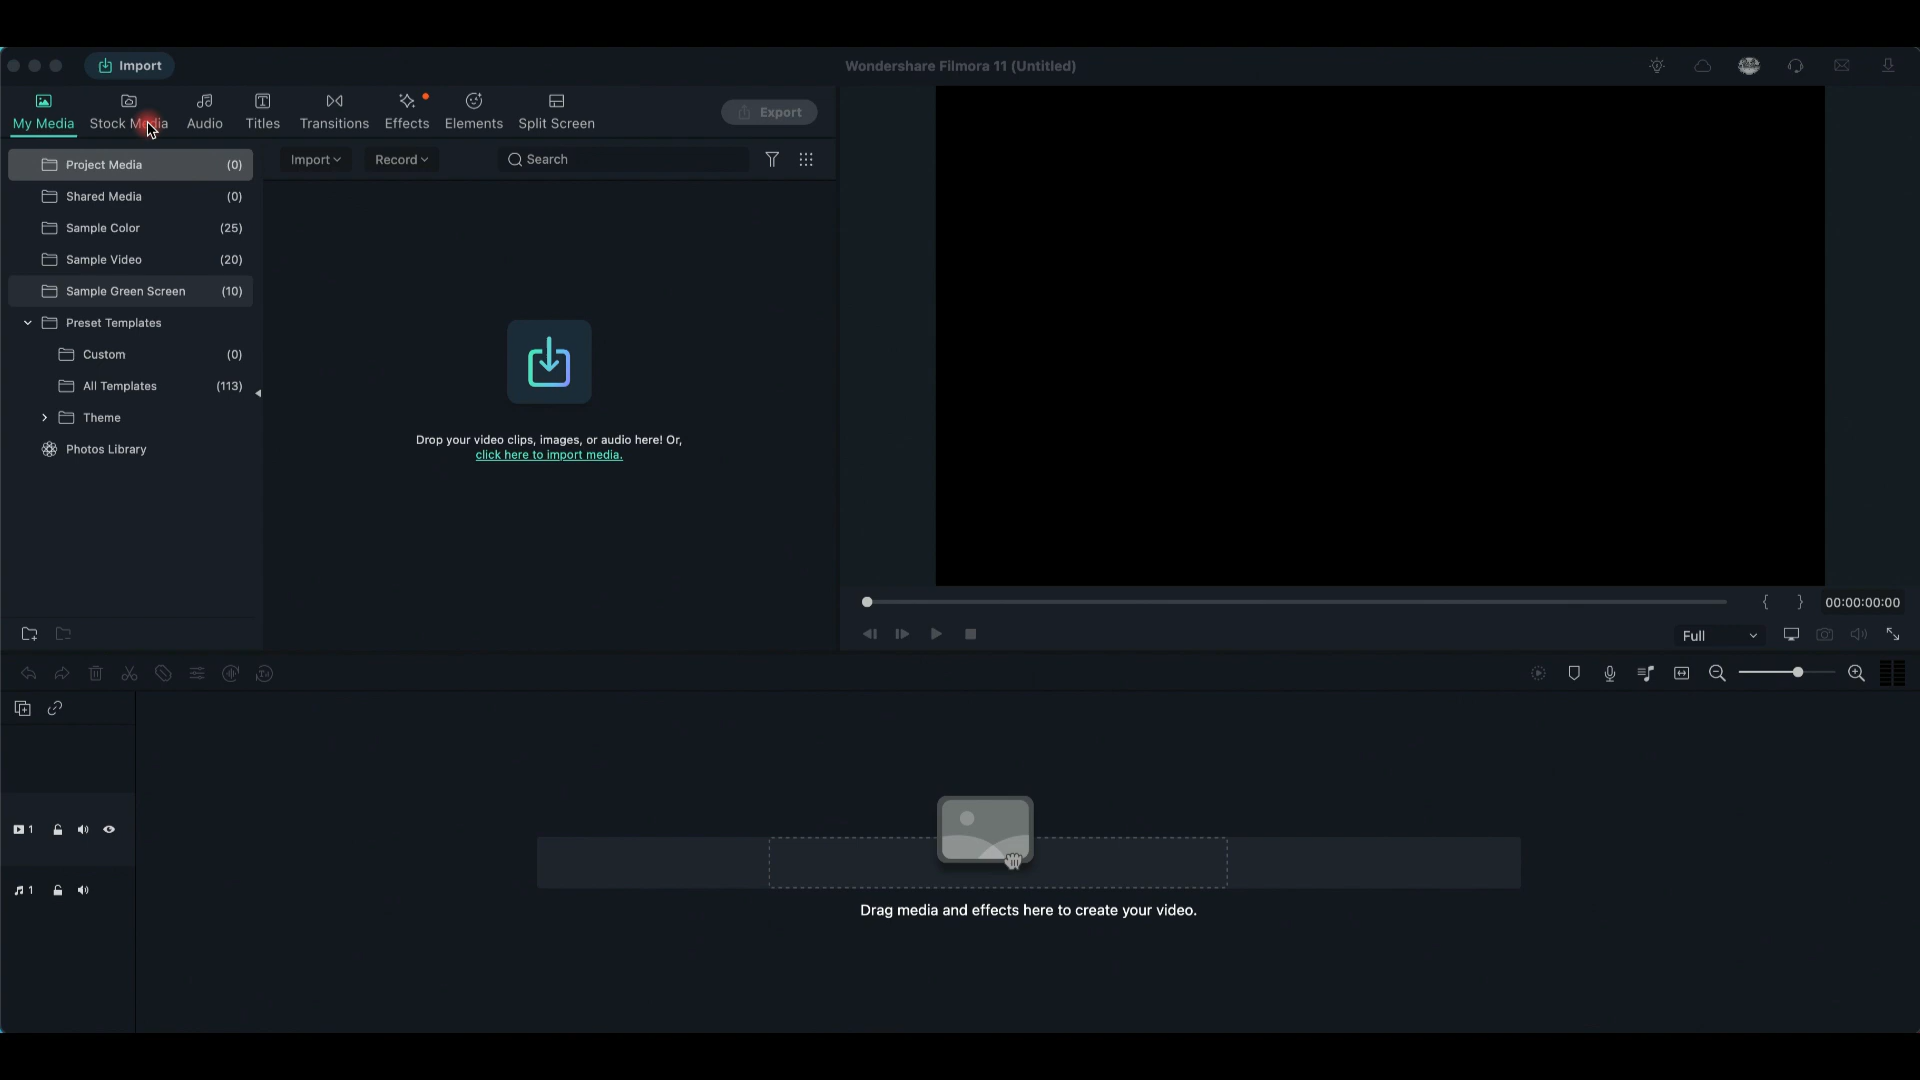 Import
Wondershare Filmora 11 (Untitled)
My Media
Stock Media
Audio
Titles
Transitions
Effects
Elements
Split Screen
Export
Project Media (0)
Shared Media (0)
Sample Color (25)
Sample Video (20)
Sample Green Screen (10)
Preset Templates
Custom (0)
All Templates (113)
Theme
Photos Library
Import
Record
Search
Drop your video clips, images, or audio here! Or,
click here to import media.
{ } 00:00:00:00
Full
1
1
Drag media and effects here to create your video.